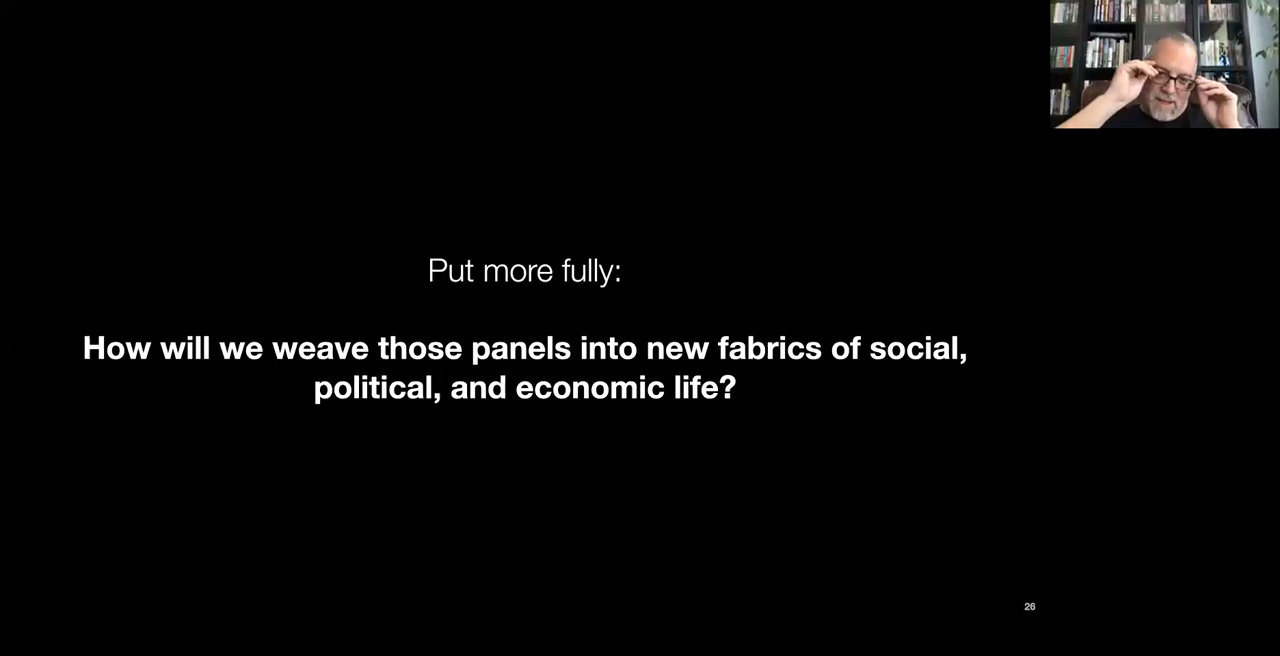 Put more fully:
How will we weave those panels into new fabrics of social,
political, and economic life?
26